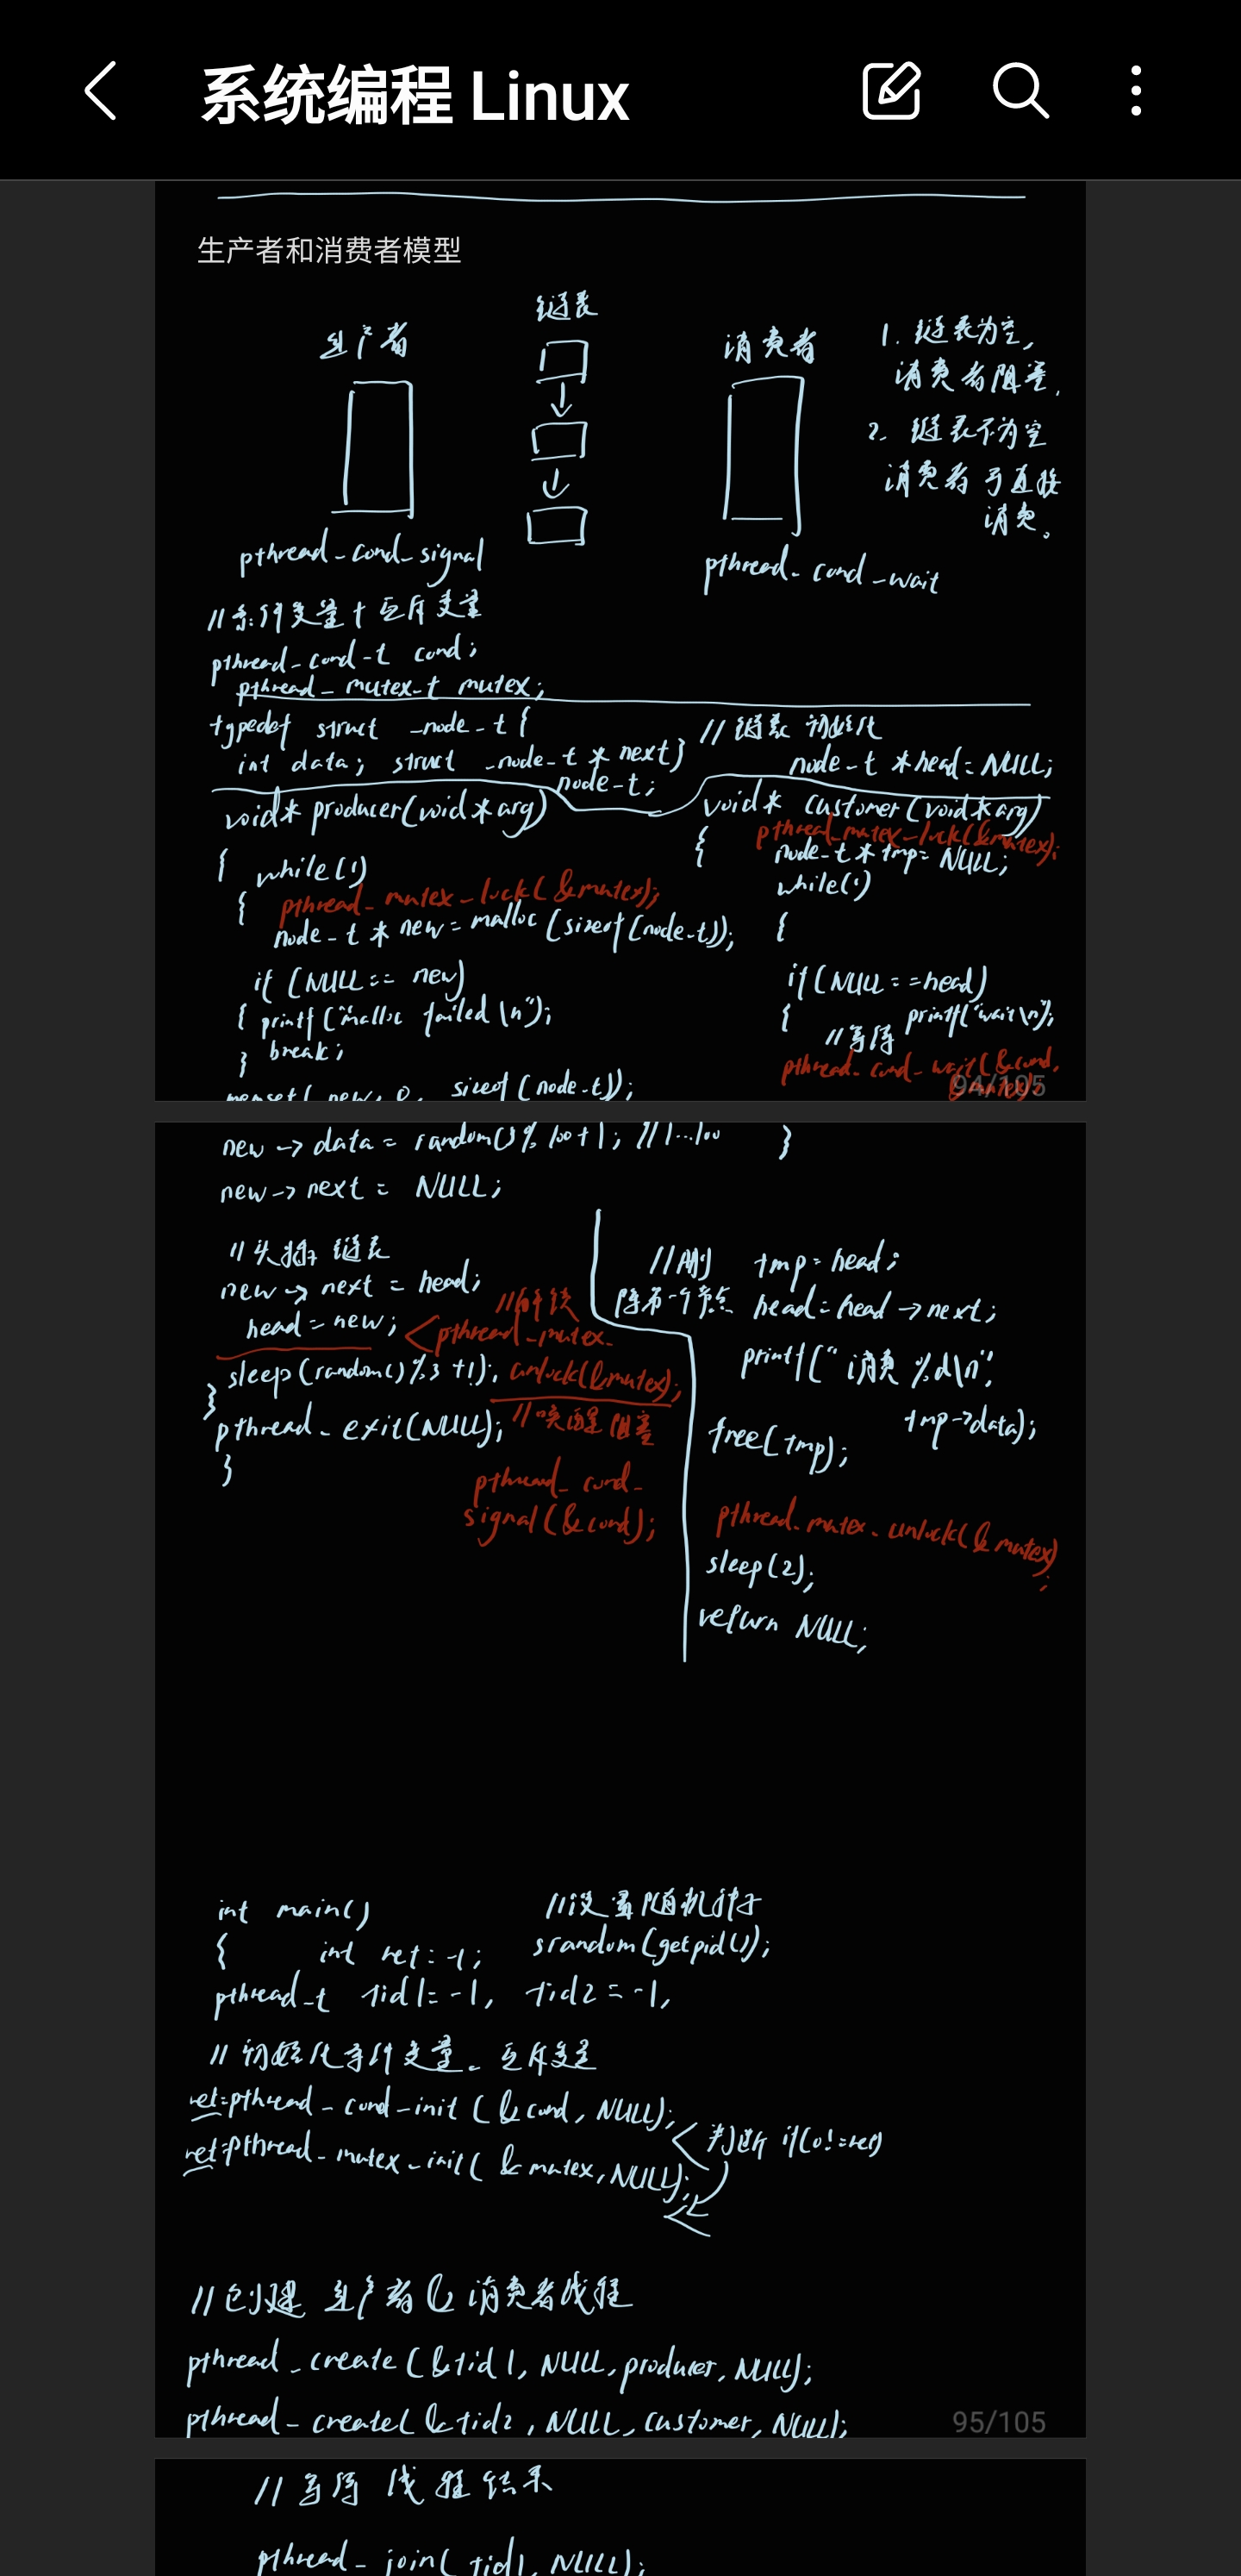 系统编程 Linux
生产者和消费者模型
生产者
链表
消费者
1. 链表为空,
消费者阻塞.
2. 链表不为空
消费者可直接
消费。
pthread_cond_signal
pthread_cond_wait
//条件变量+互斥变量
pthread_cond_t cond;
pthread_mutex_t mutex;
typedef struct _node_t {
int data; struct _node_t * next}
node_t;
// 链表初始化
node_t *head=NULL;
void* producer(void*arg)
{ while(1)
{ pthread_mutex_lock(&mutex);
node_t * new = malloc (sizeof(node_t));
if (NULL == new)
{ printf("malloc failed \n");
} break;
memset( new, 0, sizeof (node_t));
void* customer(void*arg)
{ pthread_mutex_lock(&mutex);
node_t * tmp= NULL;
while(1)
{
if(NULL ==head)
{ printf("wait\n");
//等待
pthread_cond_wait(&cond,
&mutex);
94/105
new -> data = random()% 100+1; //1...100
}
new-> next = NULL;
//头插 链表
new -> next = head;
head = new;
//解锁
pthread_mutex_
unlock(&mutex);
sleep(random()%3 +1);
//唤醒阻塞
} pthread_exit(NULL);
pthread_cond_
signal(&cond);
}
//删 tmp= head;
除第一个节点 head=head ->next;
printf(" 消费 %d\n",
tmp->data);
free(tmp);
pthread_mutex_unlock(&mutex)
;
sleep(2);
return NULL;
int main()
//设置随机种子
{ int ret=-1; srandom(getpid());
pthread_t tid1=-1, tid2=-1,
// 初始化条件变量、互斥变量
ret=pthread_cond_init (&cond, NULL);
ret=pthread_mutex_init( &mutex, NULL);
判断 if(0!=ret)
//创建 生产者 消费者线程
pthread_create (&tid1, NULL, producer, NULL);
pthread_create( &tid2, NULL, customer, NULL);
95/105
// 等待 线程结束
pthread_join( tid1, NULL);